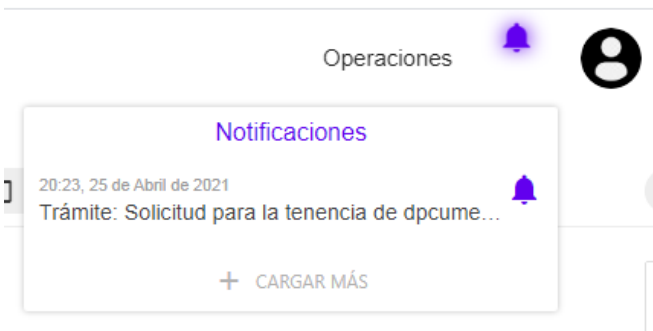 Operaciones
Notificaciones
20:23, 25 de Abril de 2021
Trámite: Solicitud para la tenencia de dpcume...
+ CARGAR MÁS